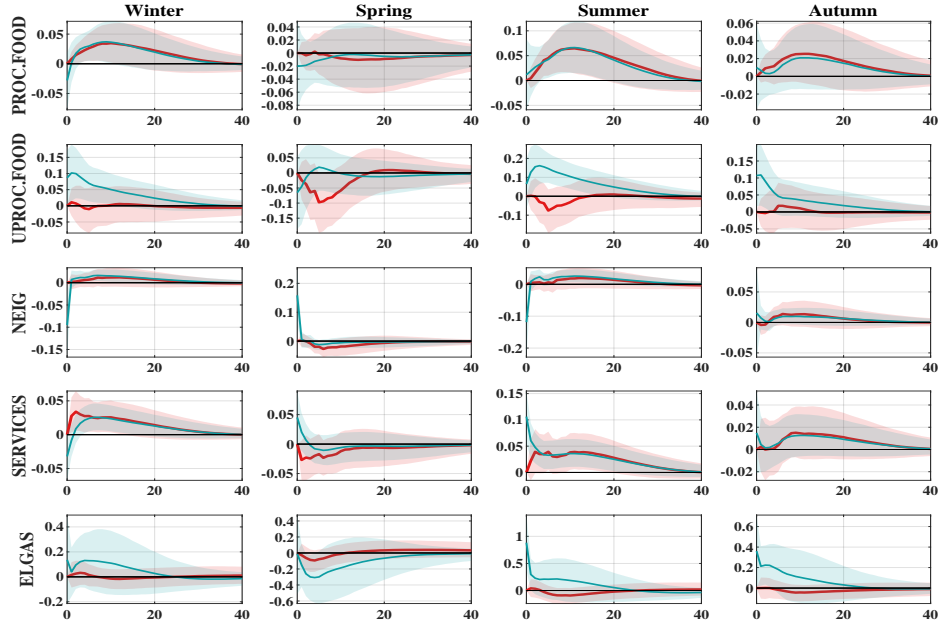 Winter Spring Summer Autumn
PROC.FOOD
0.05 0 -0.05
0 20 40
0 -0.02 -0.04 -0.06 -0.08
0 20 40
0.1 0.05 0 -0.05
0 20 40
0.06 0.04 0.02 0 -0.02
0 20 40
UPROC.FOOD
0.15 0.1 0.05 0 -0.05
0 20 40
0.05 0 -0.05 -0.1 -0.15
0 20 40
0.2 0.1 0 -0.1
0 20 40
0.15 0.1 0.05 0 -0.05
0 20 40
NEIG
0 -0.05 -0.1 -0.15
0 20 40
0.2 0.1 0
0 20 40
0 -0.1 -0.2
0 20 40
0.05 0 -0.05
0 20 40
SERVICES
0.05 0 -0.05
0 20 40
0.05 0 -0.05
0 20 40
0.15 0.1 0.05 0
0 20 40
0.04 0.02 0 -0.02
0 20 40
ELGAS
0.4 0.2 0 -0.2
0 20 40
0.4 0.2 0 -0.2 -0.4 -0.6
0 20 40
1 0.5 0
0 20 40
0.6 0.4 0.2 0
0 20 40